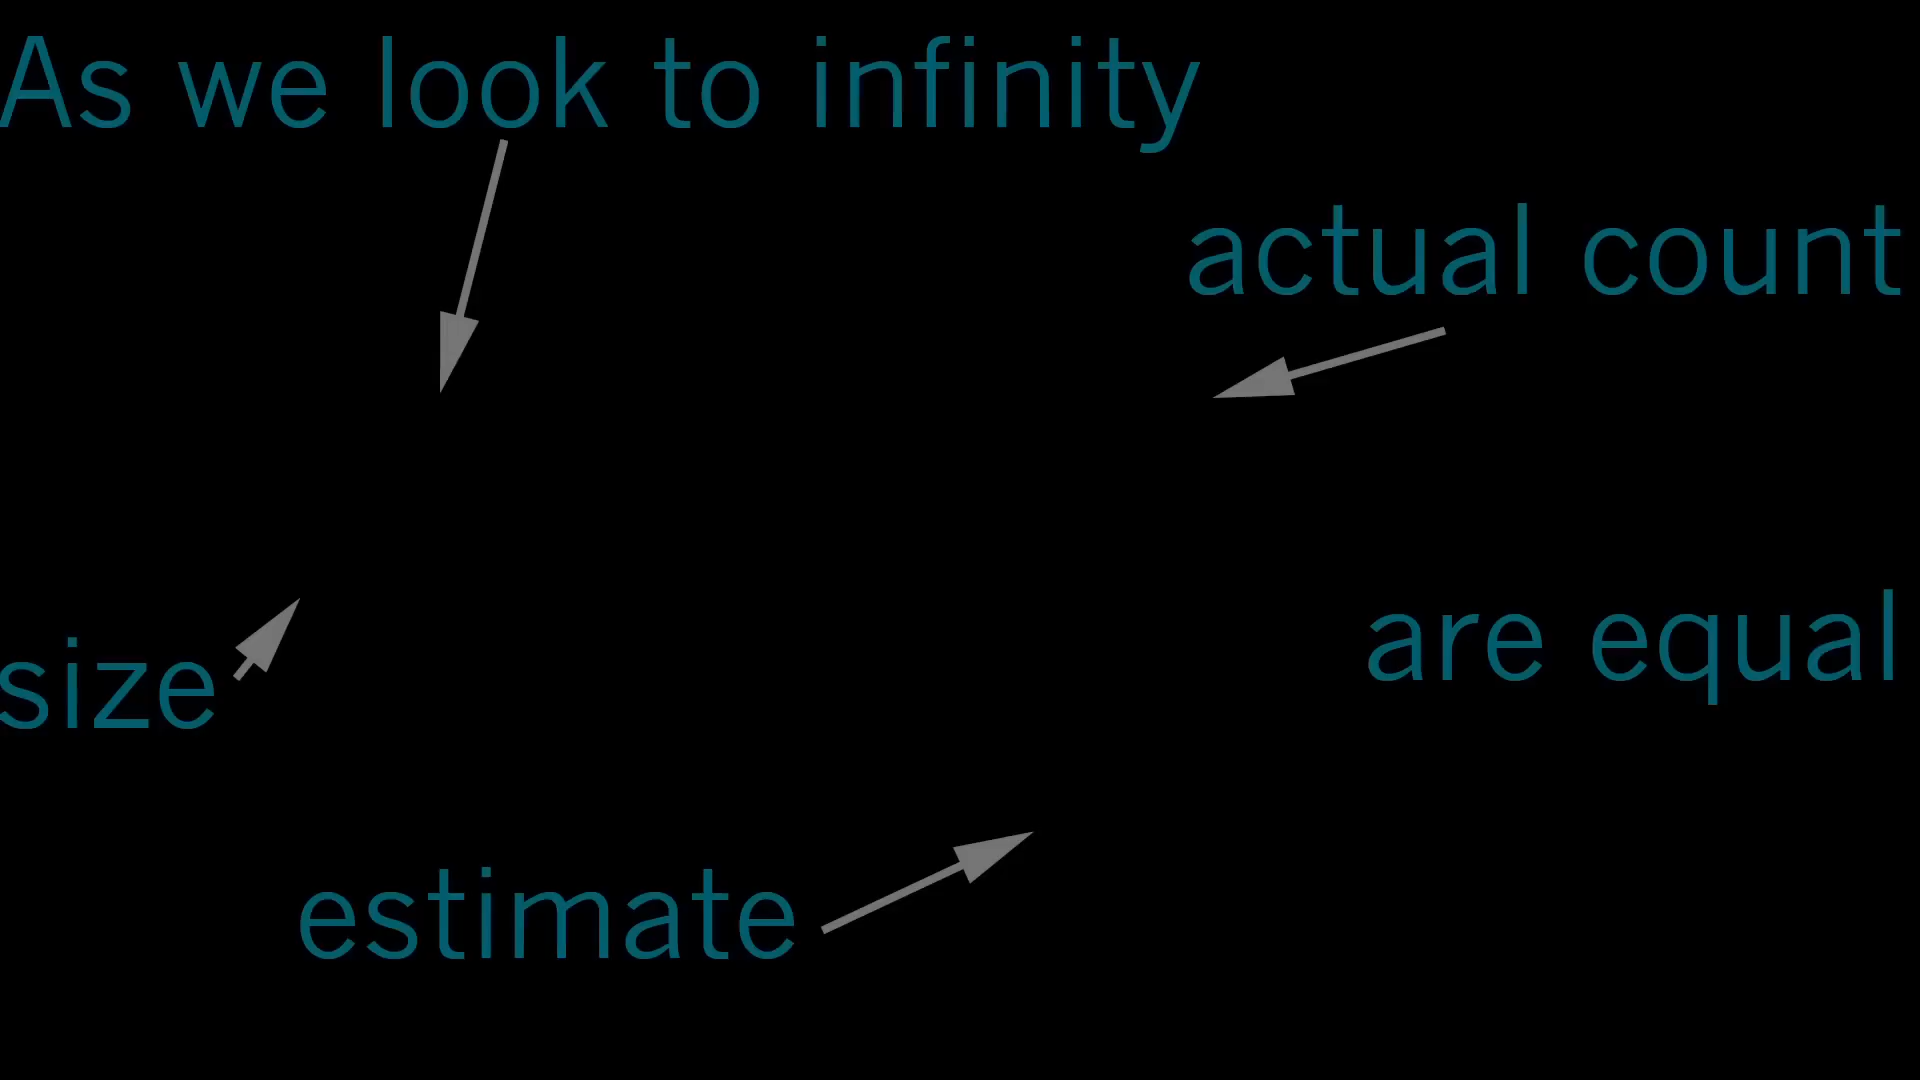 As we look to infinity
actual count
are equal
size
estimate